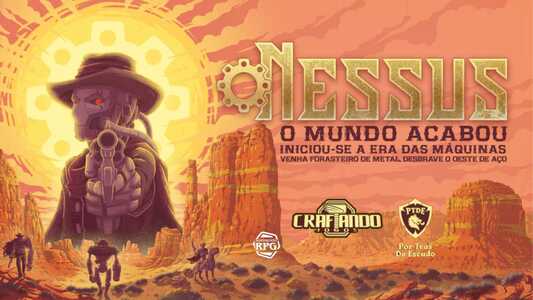 NESSUS
O MUNDO ACABOU
INICIOU-SE A ERA DAS MÁQUINAS
VENHA FORASTEIRO DE METAL, DESBRAVE O OESTE DE AÇO
CRAFTANDO
JOGOS
PTDE
RPG
Por Trás
Do Escudo